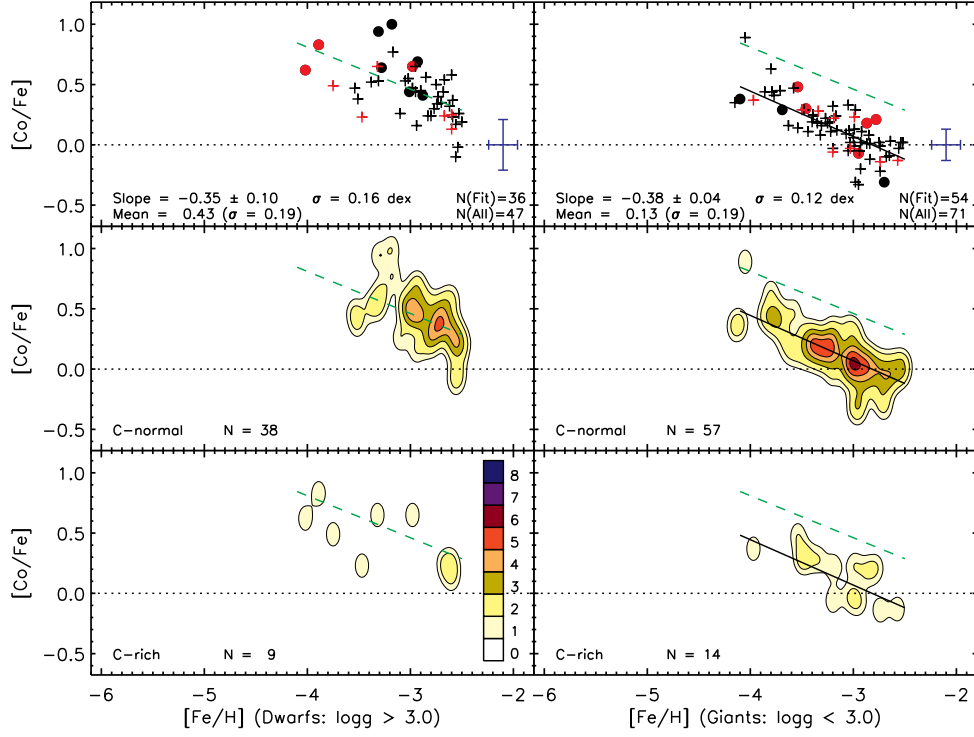 [Co/Fe]
1.0
0.5
0.0
−0.5
Slope = −0.35 ± 0.10 σ = 0.16 dex N(Fit)=36
Mean = 0.43 (σ = 0.19) N(All)=47
Slope = −0.38 ± 0.04 σ = 0.12 dex N(Fit)=54
Mean = 0.13 (σ = 0.19) N(All)=71
[Co/Fe]
1.0
0.5
0.0
−0.5
C−normal N = 38
C−normal N = 57
[Co/Fe]
1.0
0.5
0.0
−0.5
C−rich N = 9
8
7
6
5
4
3
2
1
0
C−rich N = 14
−6 −5 −4 −3 −2
−6 −5 −4 −3 −2
[Fe/H] (Dwarfs: logg > 3.0)
[Fe/H] (Giants: logg < 3.0)